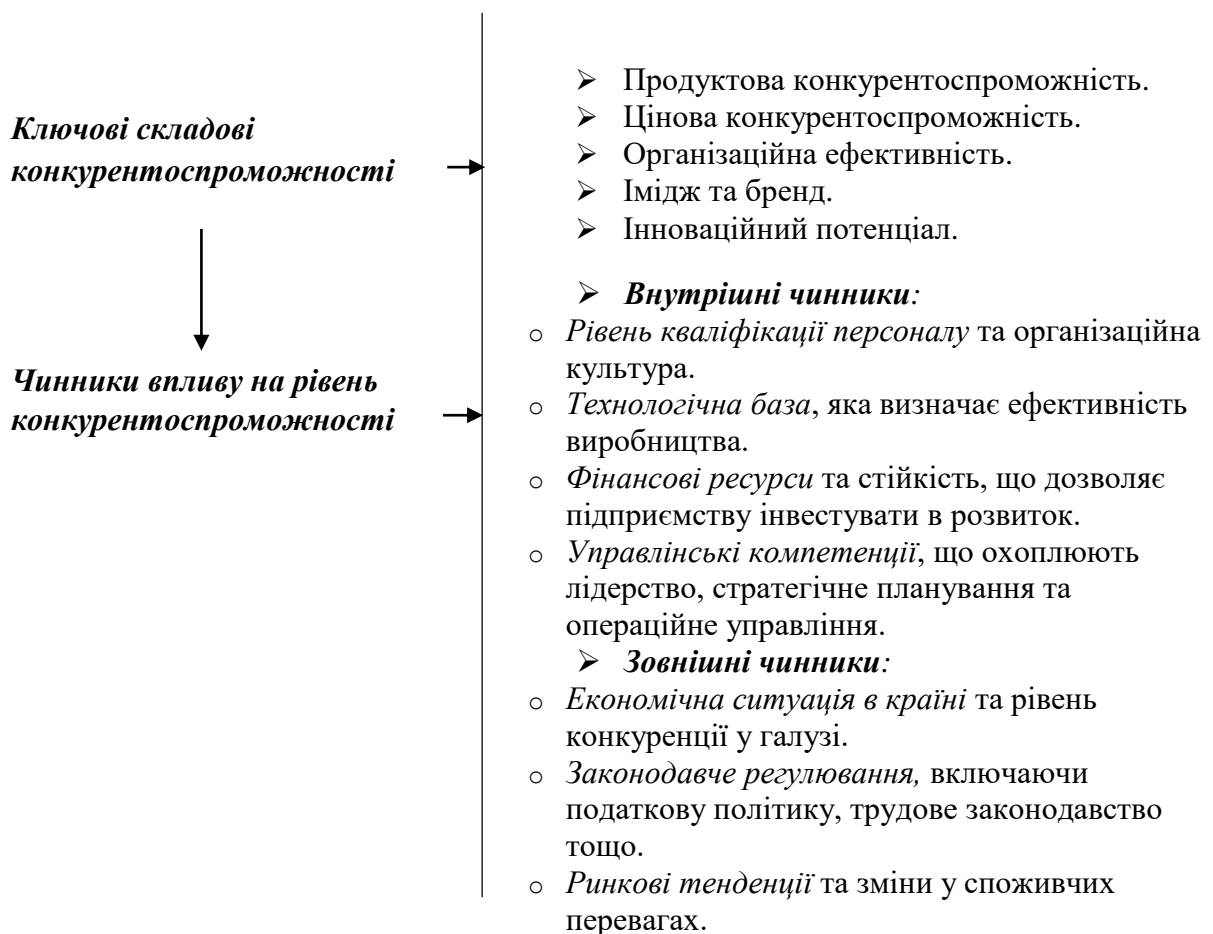 Ключові складові
конкурентоспроможності
➢ Продуктова конкурентоспроможність.
➢ Цінова конкурентоспроможність.
➢ Організаційна ефективність.
➢ Імідж та бренд.
➢ Інноваційний потенціал.
Чинники впливу на рівень
конкурентоспроможності
➢ Внутрішні чинники:
o Рівень кваліфікації персоналу та організаційна
культура.
o Технологічна база, яка визначає ефективність
виробництва.
o Фінансові ресурси та стійкість, що дозволяє
підприємству інвестувати в розвиток.
o Управлінські компетенції, що охоплюють
лідерство, стратегічне планування та
операційне управління.
➢ Зовнішні чинники:
o Економічна ситуація в країні та рівень
конкуренції у галузі.
o Законодавче регулювання, включаючи
податкову політику, трудове законодавство
тощо.
o Ринкові тенденції та зміни у споживчих
перевагах.